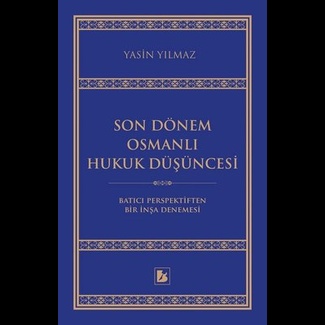 YASİN YILMAZ
SON DÖNEM
OSMANLI
HUKUK DÜŞÜNCESİ
BATICI PERSPEKTİFTEN
BİR İNŞA DENEMESİ